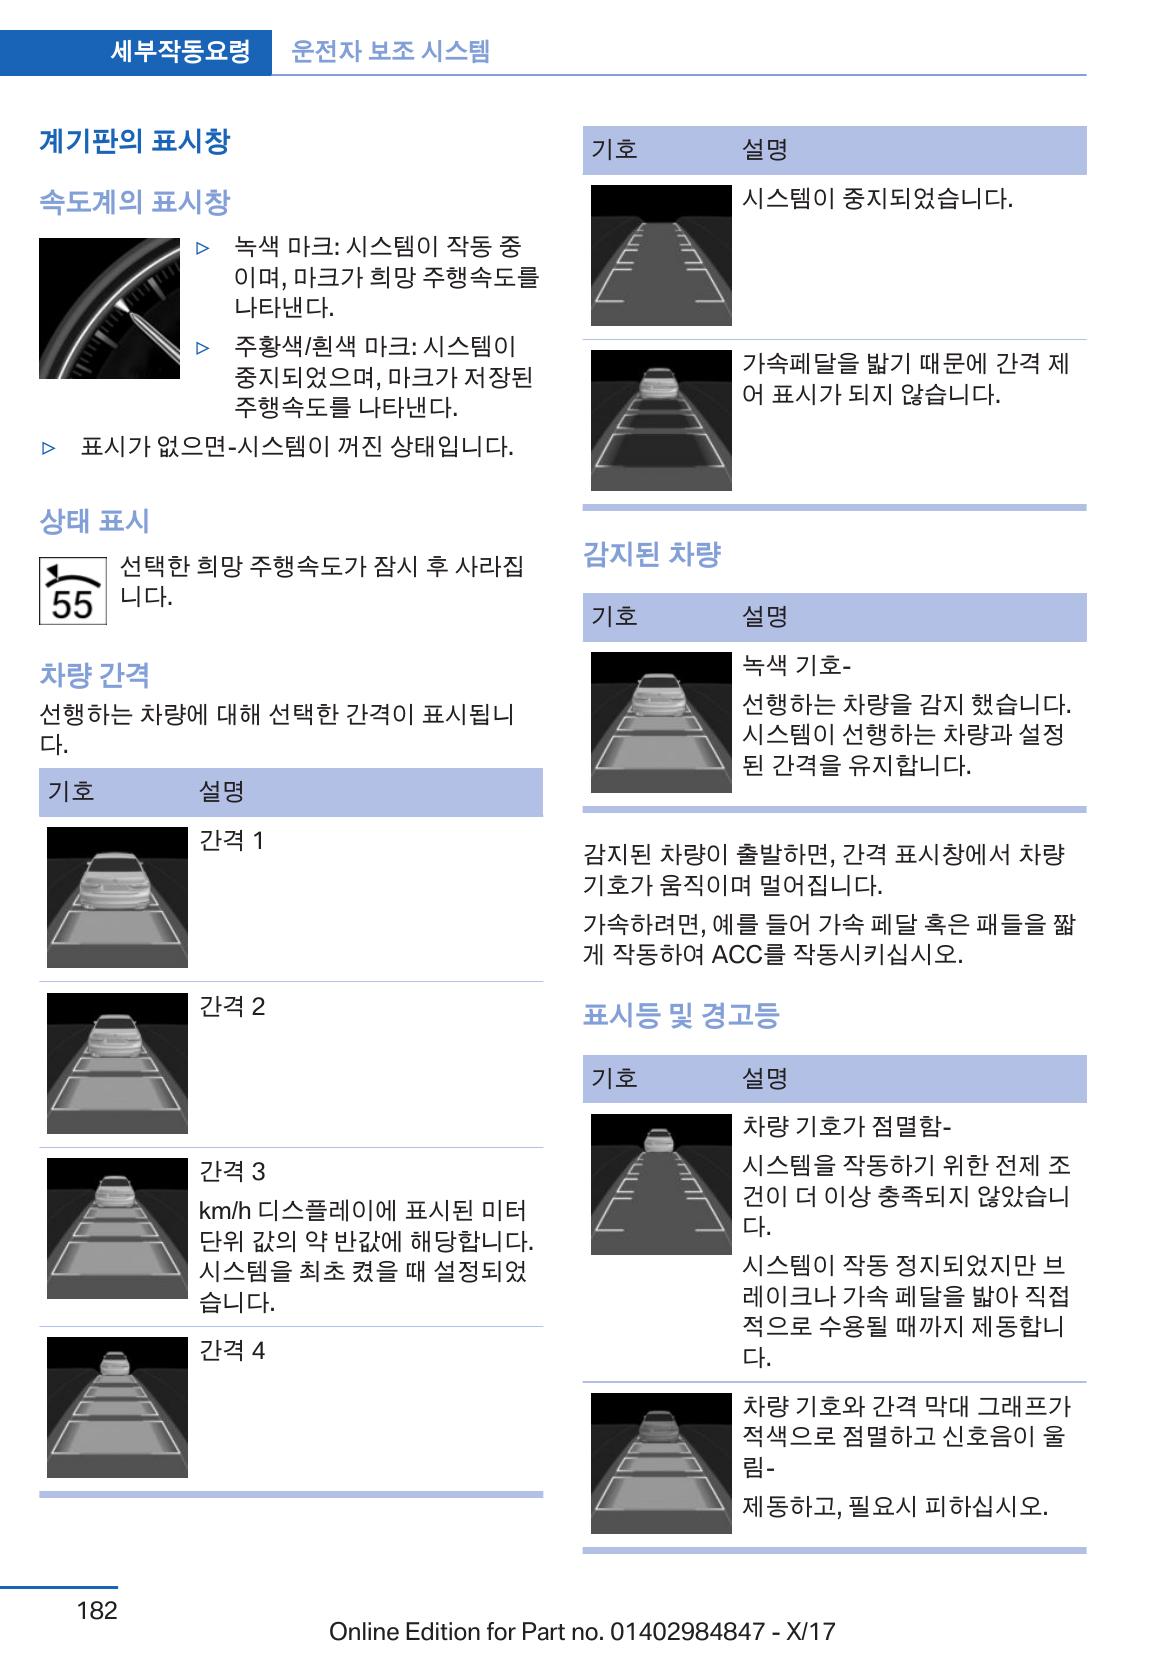 세부작동요령 운전자 보조 시스템
계기판의 표시창
속도계의 표시창
▷ 녹색 마크: 시스템이 작동 중
이며, 마크가 희망 주행속도를
나타낸다.
▷ 주황색/흰색 마크: 시스템이
중지되었으며, 마크가 저장된
주행속도를 나타낸다.
▷ 표시가 없으면-시스템이 꺼진 상태입니다.
상태 표시
55
선택한 희망 주행속도가 잠시 후 사라집
니다.
차량 간격
선행하는 차량에 대해 선택한 간격이 표시됩니
다.
기호 설명
간격 1
간격 2
간격 3
km/h 디스플레이에 표시된 미터
단위 값의 약 반값에 해당합니다.
시스템을 최초 켰을 때 설정되었
습니다.
간격 4
기호 설명
시스템이 중지되었습니다.
가속페달을 밟기 때문에 간격 제
어 표시가 되지 않습니다.
감지된 차량
기호 설명
녹색 기호-
선행하는 차량을 감지 했습니다.
시스템이 선행하는 차량과 설정
된 간격을 유지합니다.
감지된 차량이 출발하면, 간격 표시창에서 차량
기호가 움직이며 멀어집니다.
가속하려면, 예를 들어 가속 페달 혹은 패들을 짧
게 작동하여 ACC를 작동시키십시오.
표시등 및 경고등
기호 설명
차량 기호가 점멸함-
시스템을 작동하기 위한 전제 조
건이 더 이상 충족되지 않았습니
다.
시스템이 작동 정지되었지만 브
레이크나 가속 페달을 밟아 직접
적으로 수용될 때까지 제동합니
다.
차량 기호와 간격 막대 그래프가
적색으로 점멸하고 신호음이 울
림-
제동하고, 필요시 피하십시오.
182
Online Edition for Part no. 01402984847 - X/17